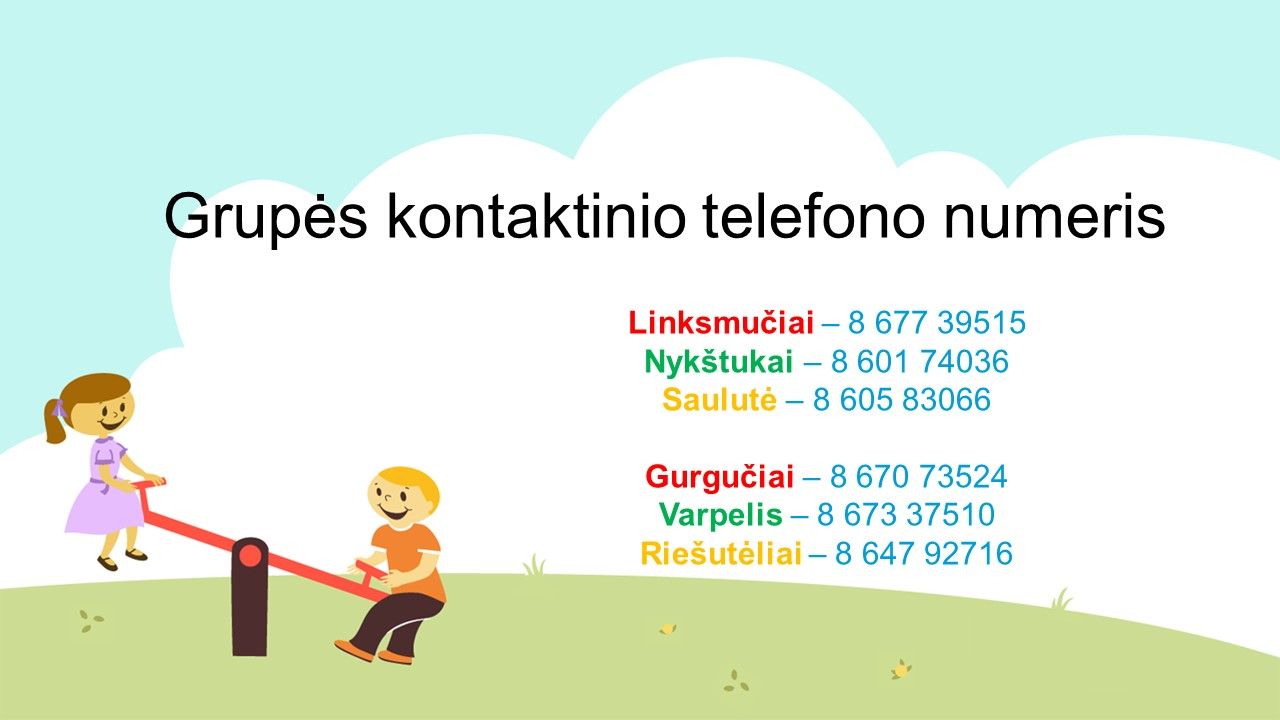 Grupės kontaktinio telefono numeris
Linksmučiai – 8 677 39515
Nykštukai – 8 601 74036
Saulutė – 8 605 83066
Gurgučiai – 8 670 73524
Varpelis – 8 673 37510
Riešutėliai – 8 647 92716